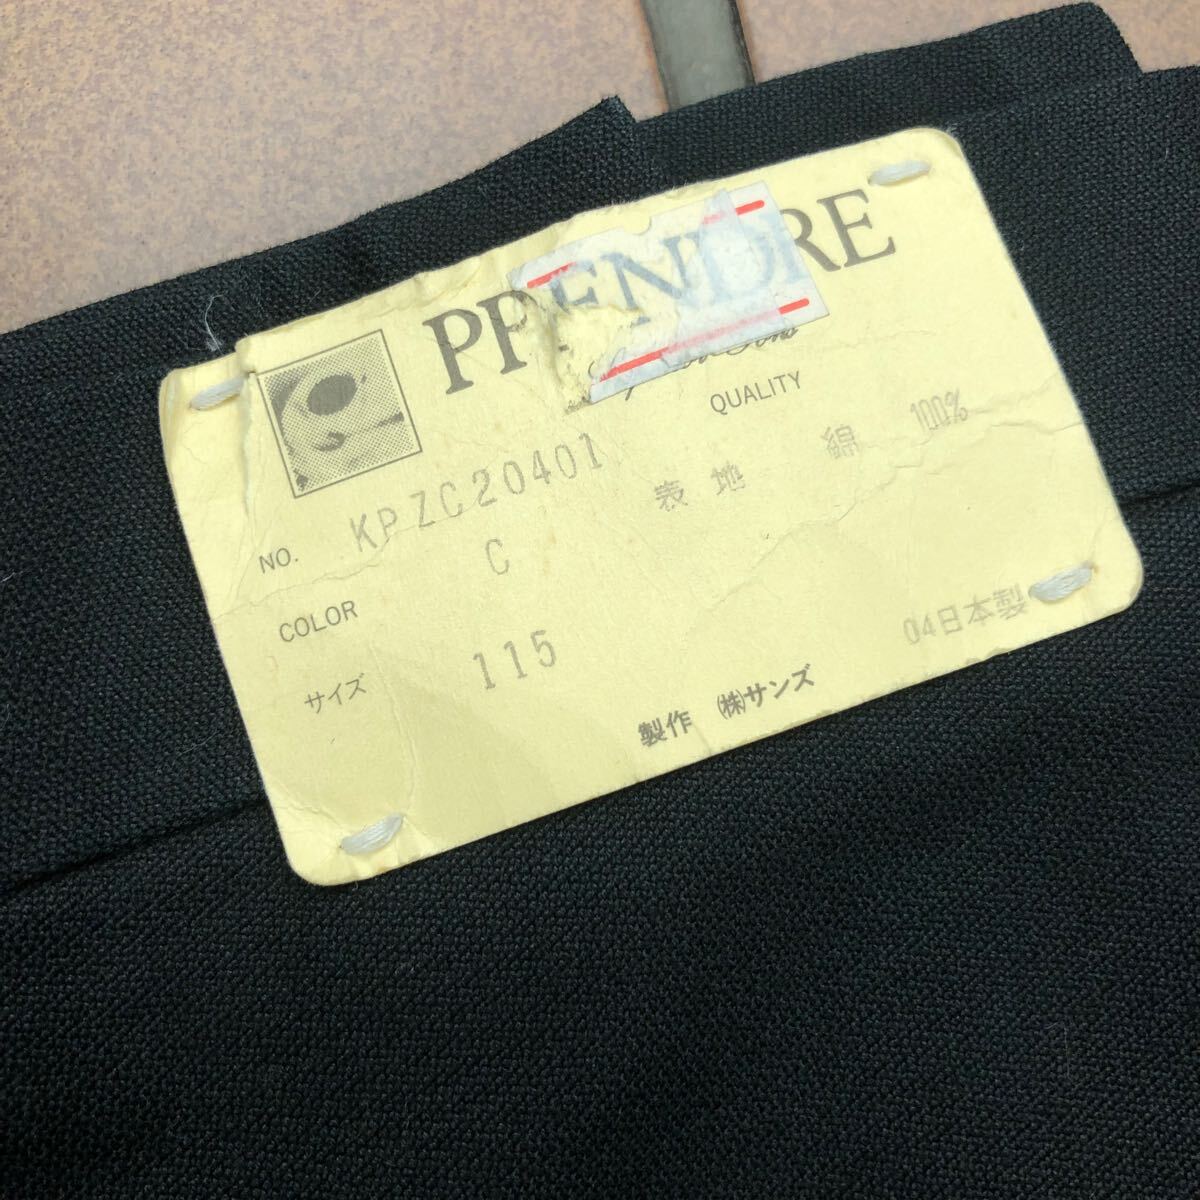 PRENDRE
QUALITY
NO. KPZC20401
表地 綿 100%
COLOR C
サイズ 115
04日本製
製作 ㈱サンズ